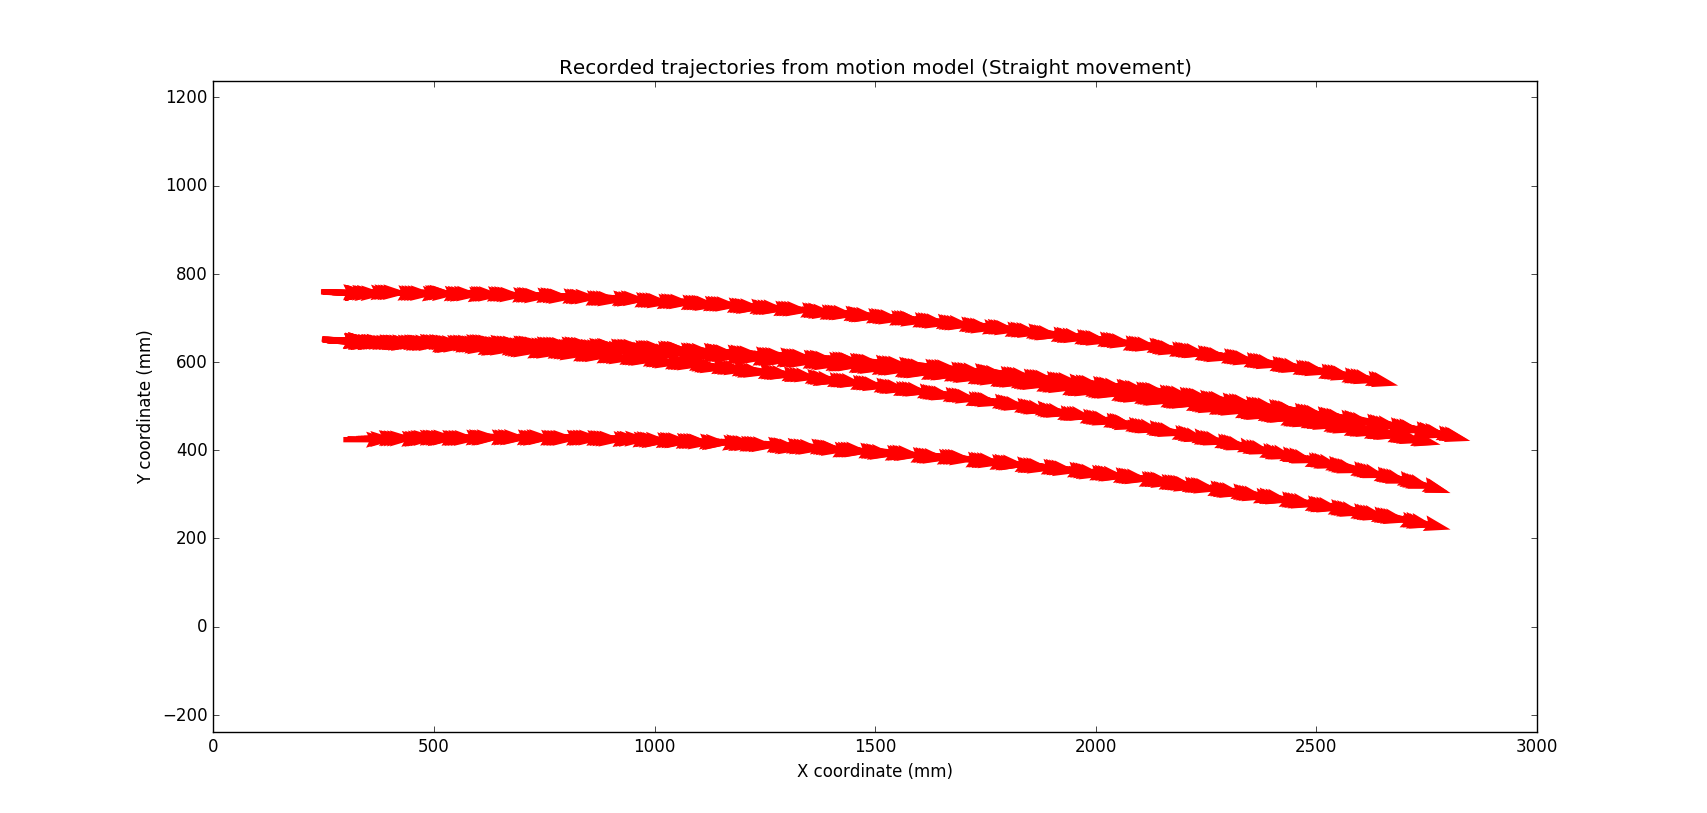 Recorded trajectories from motion model (Straight movement)
1200
1000
800
600
400
200
0
−200
Y coordinate (mm)
0 500 1000 1500 2000 2500 3000
X coordinate (mm)